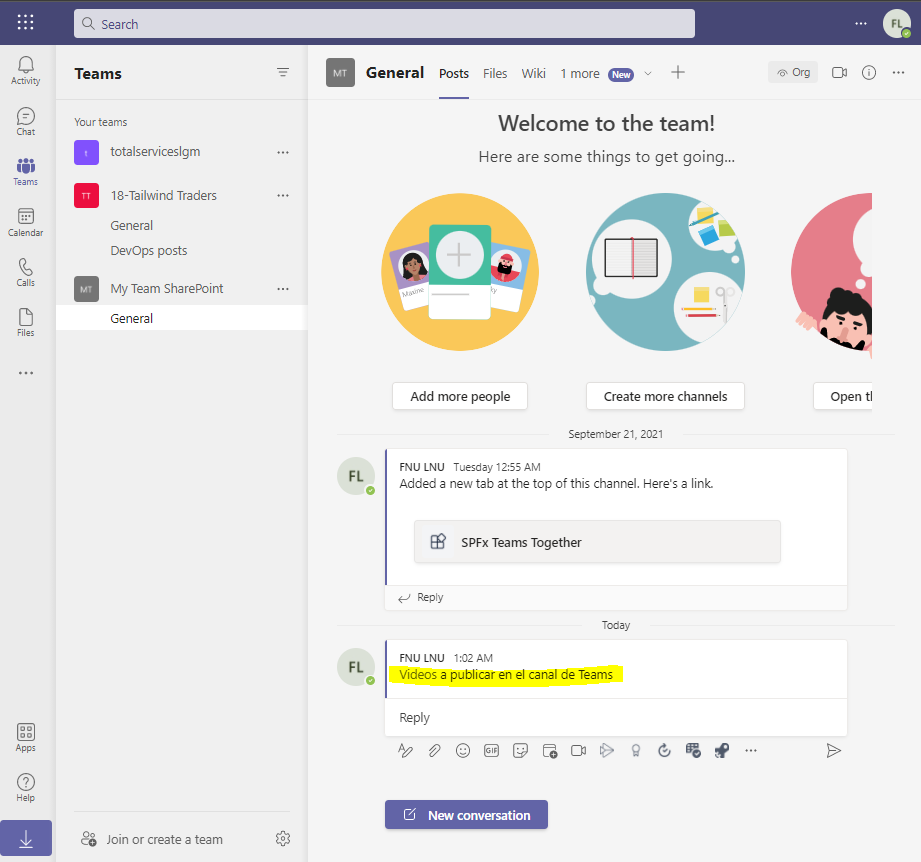 Search
FL
Activity
Chat
Teams
Calendar
Calls
Files
Apps
Help
Teams
Your teams
t totalserviceslgm
TT 18-Tailwind Traders
General
DevOps posts
MT My Team SharePoint
General
Join or create a team
MT General Posts Files Wiki 1 more New Org
Welcome to the team!
Here are some things to get going...
Maxine
Add more people Create more channels Open th
September 21, 2021
FL
FNU LNU Tuesday 12:55 AM
Added a new tab at the top of this channel. Here's a link.
SPFx Teams Together
Reply
Today
FL
FNU LNU 1:02 AM
Videos a publicar en el canal de Teams
Reply
GIF
New conversation